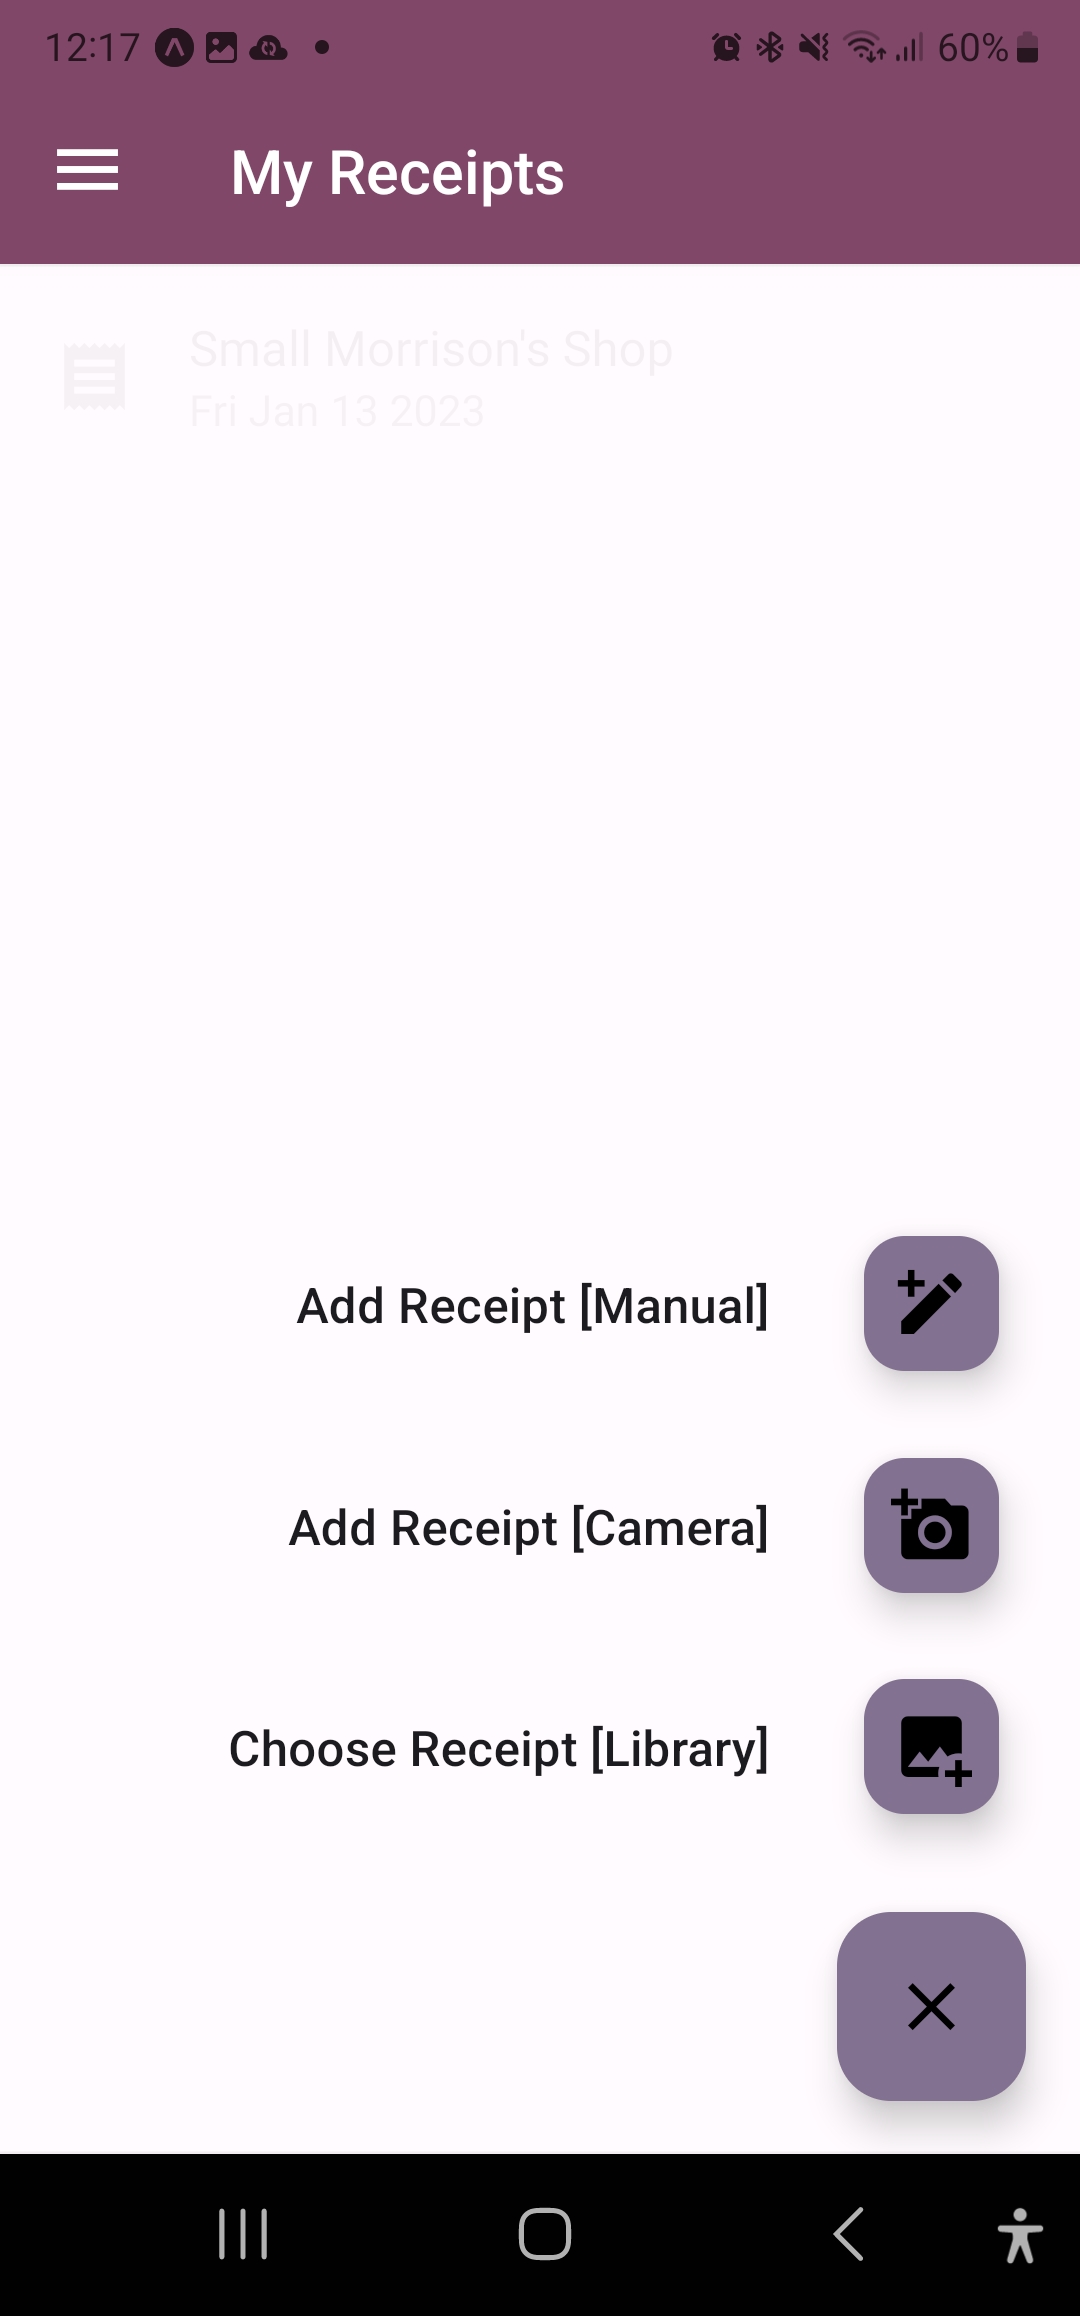 12:17
60%
My Receipts
Small Morrison's Shop
Fri Jan 13 2023
Add Receipt [Manual]
Add Receipt [Camera]
Choose Receipt [Library]